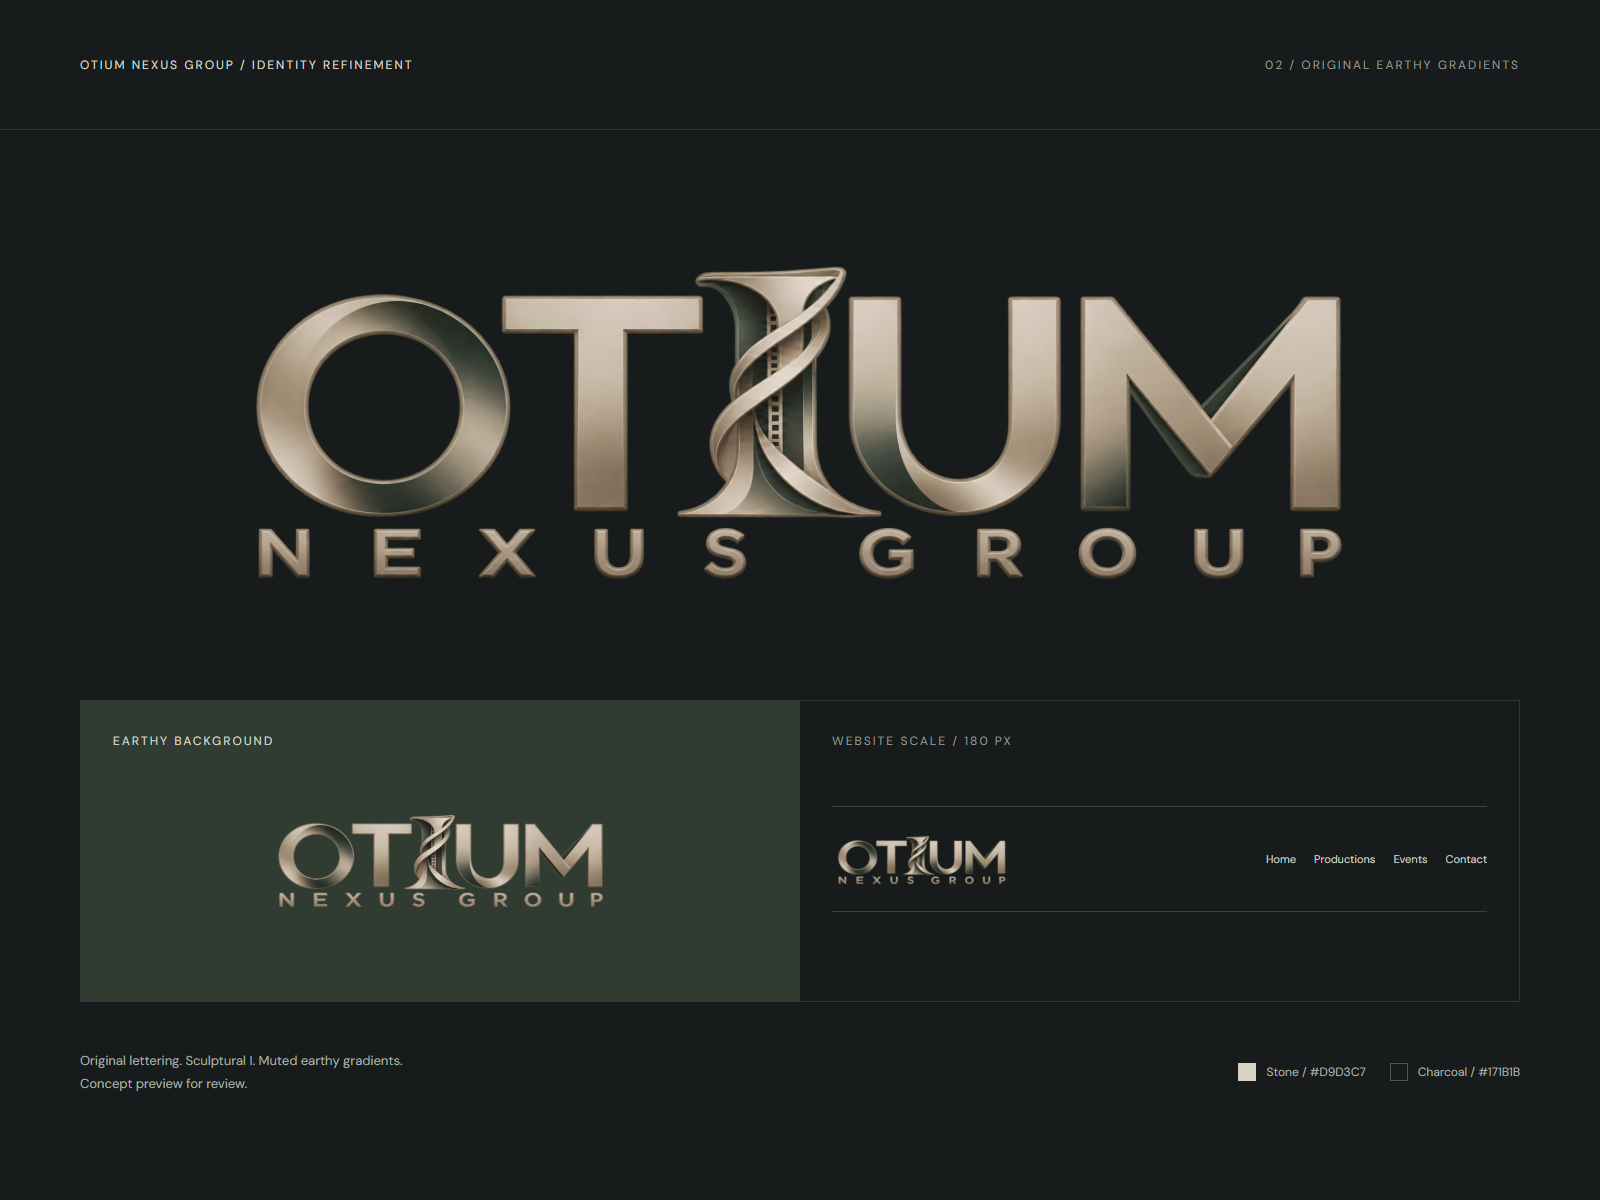 OTIUM NEXUS GROUP / IDENTITY REFINEMENT
02 / ORIGINAL EARTHY GRADIENTS
OTIUM
NEXUS GROUP
EARTHY BACKGROUND
OTIUM
NEXUS GROUP
WEBSITE SCALE / 180 PX
OTIUM
NEXUS GROUP
Home Productions Events Contact
Original lettering. Sculptural I. Muted earthy gradients.
Concept preview for review.
Stone / #D9D3C7
Charcoal / #171B1B